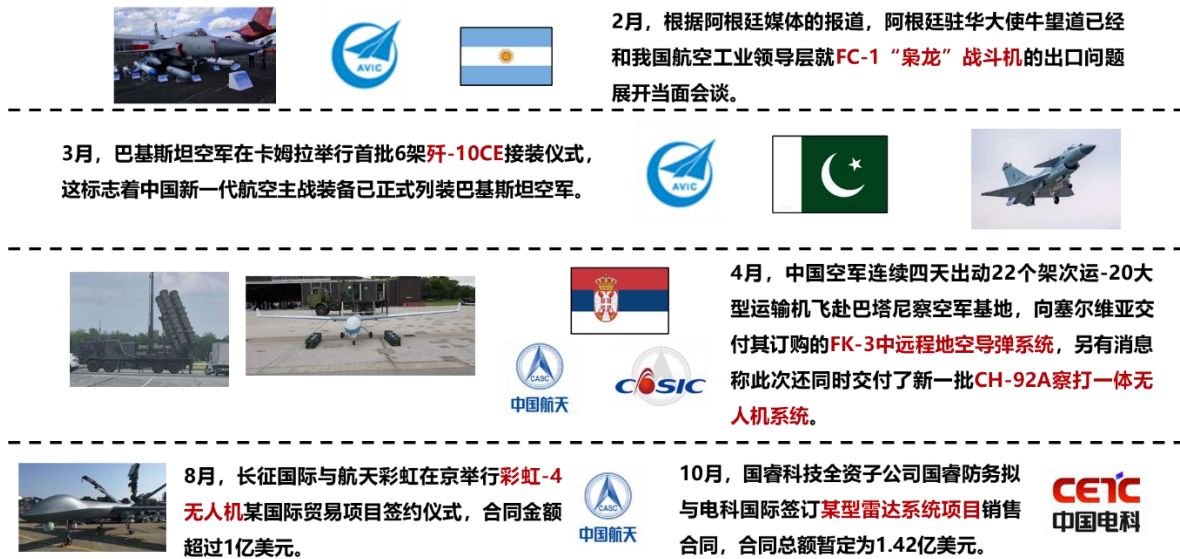 AVIC
2月，根据阿根廷媒体的报道，阿根廷驻华大使牛望道已经
和我国航空工业领导层就FC-1“枭龙”战斗机的出口问题
展开当面会谈。
3月，巴基斯坦空军在卡姆拉举行首批6架歼-10CE接装仪式，
这标志着中国新一代航空主战装备已正式列装巴基斯坦空军。
AVIC
4月，中国空军连续四天出动22个架次运-20大
型运输机飞赴巴塔尼察空军基地，向塞尔维亚交
付其订购的FK-3中远程地空导弹系统，另有消息
称此次还同时交付了新一批CH-92A察打一体无
人机系统。
CASC
中国航天
CASIC
8月，长征国际与航天彩虹在京举行彩虹-4
无人机某国际贸易项目签约仪式，合同金额
超过1亿美元。
CASC
中国航天
10月，国睿科技全资子公司国睿防务拟
与电科国际签订某型雷达系统项目销售
合同，合同总额暂定为1.42亿美元。
CETC
中国电科